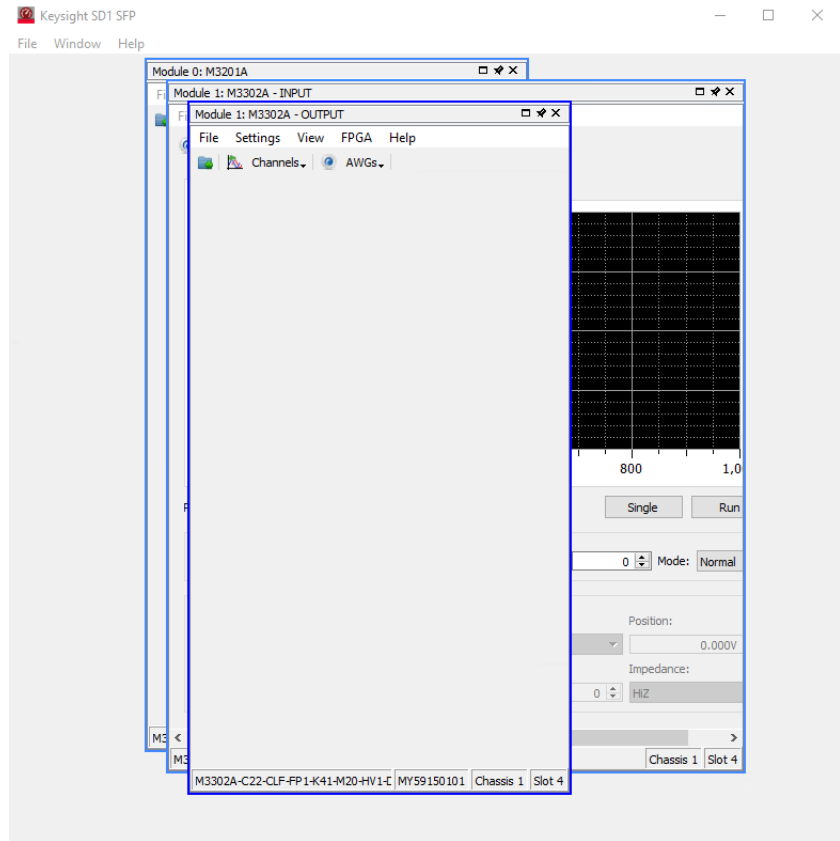 Keysight SD1 SFP
File Window Help
Module 0: M3201A
Module 1: M3302A - INPUT
Module 1: M3302A - OUTPUT
File Settings View FPGA Help
Channels AWGs
800 1,0
Single Run
0 Mode: Normal
Position:
0.000V
Impedance:
0 HiZ
M3302A-C22-CLF-FP1-K41-M20-HV1-D MY59150101 Chassis 1 Slot 4
Chassis 1 Slot 4